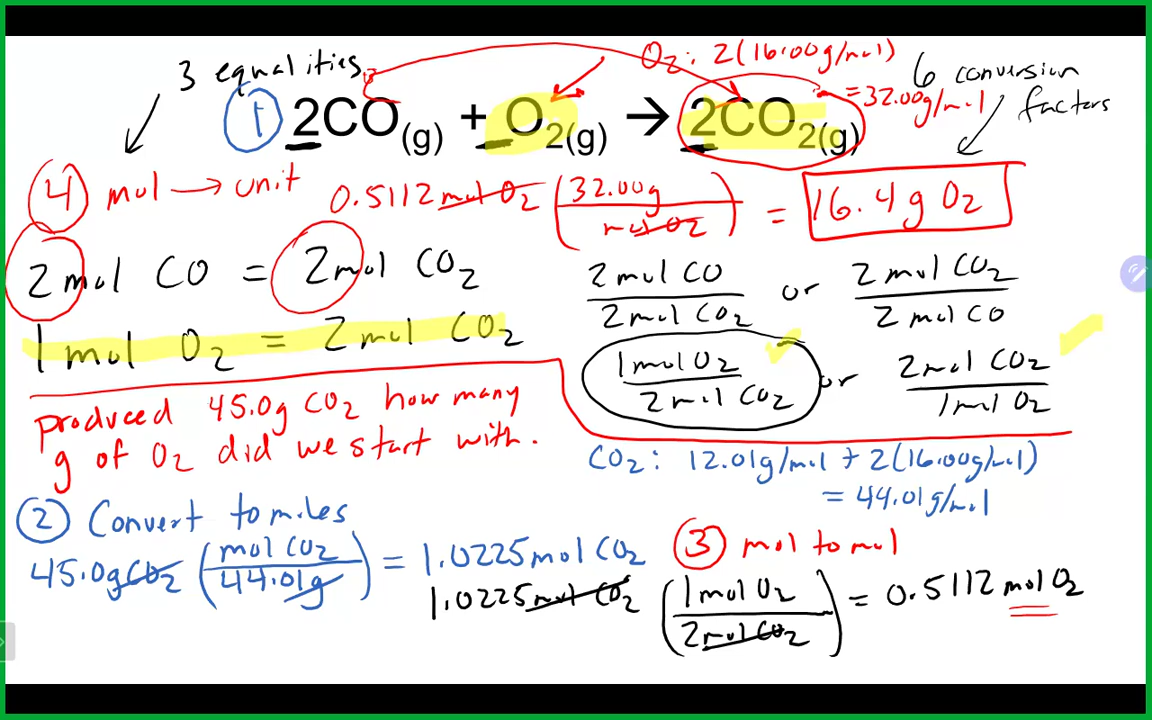 3 equalities
O₂: 2(16.00g/mol)
= 32.00g/mol
6 conversion
factors
① 2CO(g) + O₂(g) → 2CO₂(g)
④ mol → unit
0.5112 mol O₂ (32.00g / mol O₂) = 16.4 g O₂
2 mol CO = 2 mol CO₂
2 mol CO / 2 mol CO₂ or 2 mol CO₂ / 2 mol CO
1 mol O₂ = 2 mol CO₂
1 mol O₂ / 2 mol CO₂ or 2 mol CO₂ / 1 mol O₂
produced 45.0g CO₂ how many
g of O₂ did we start with.
CO₂: 12.01g/mol + 2(16.00g/mol)
= 44.01g/mol
② Convert to moles
45.0g CO₂ (mol CO₂ / 44.01g) = 1.0225 mol CO₂
③ mol to mol
1.0225 mol CO₂ (1 mol O₂ / 2 mol CO₂) = 0.5112 mol O₂